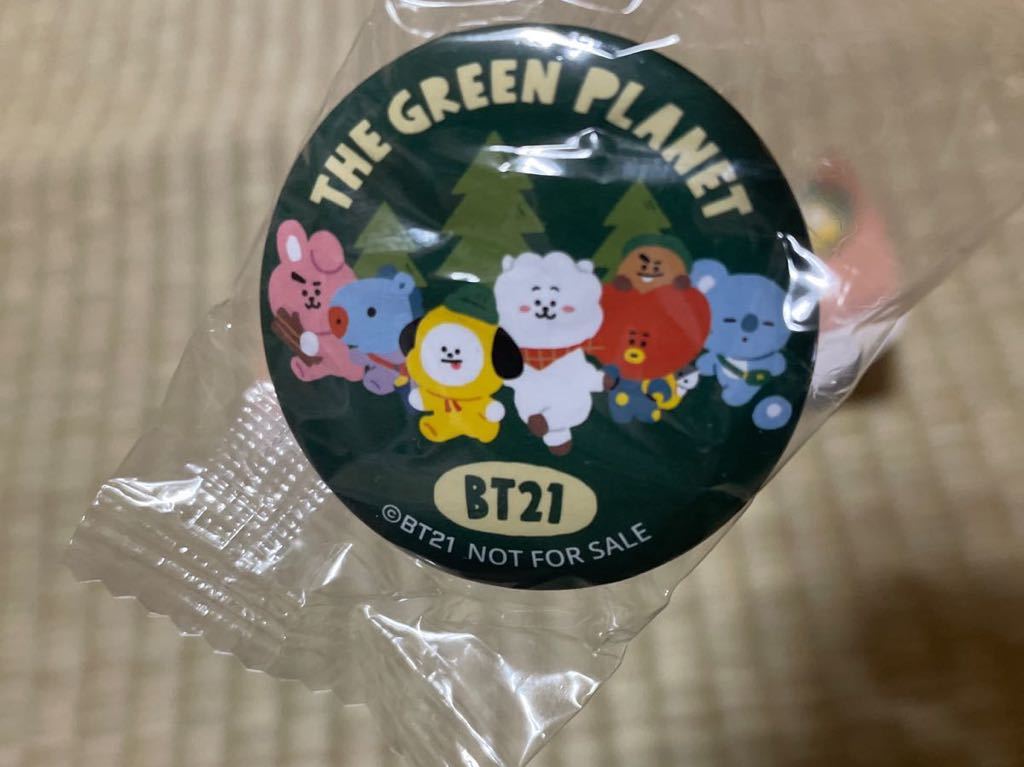 THE GREEN PLANET
BT21
©BT21 NOT FOR SALE